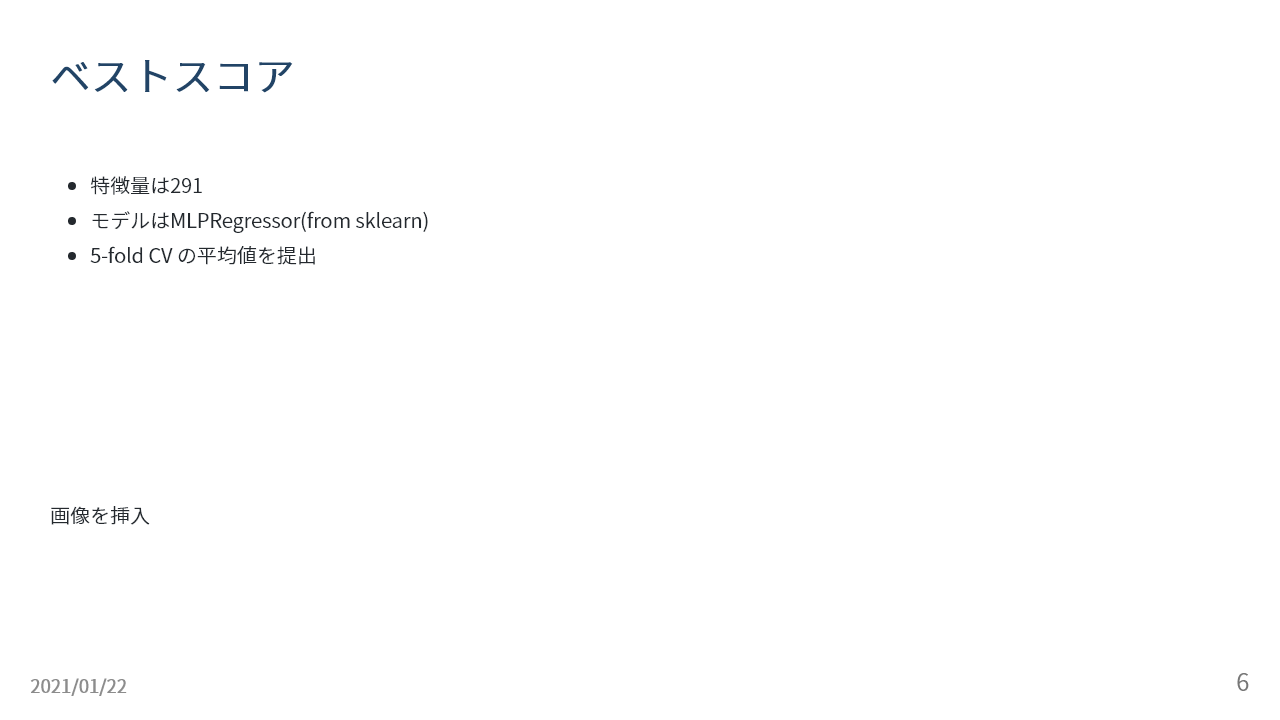 ベストスコア
特徴量は291
モデルはMLPRegressor(from sklearn)
5-fold CV の平均値を提出
画像を挿入
2021/01/22
6